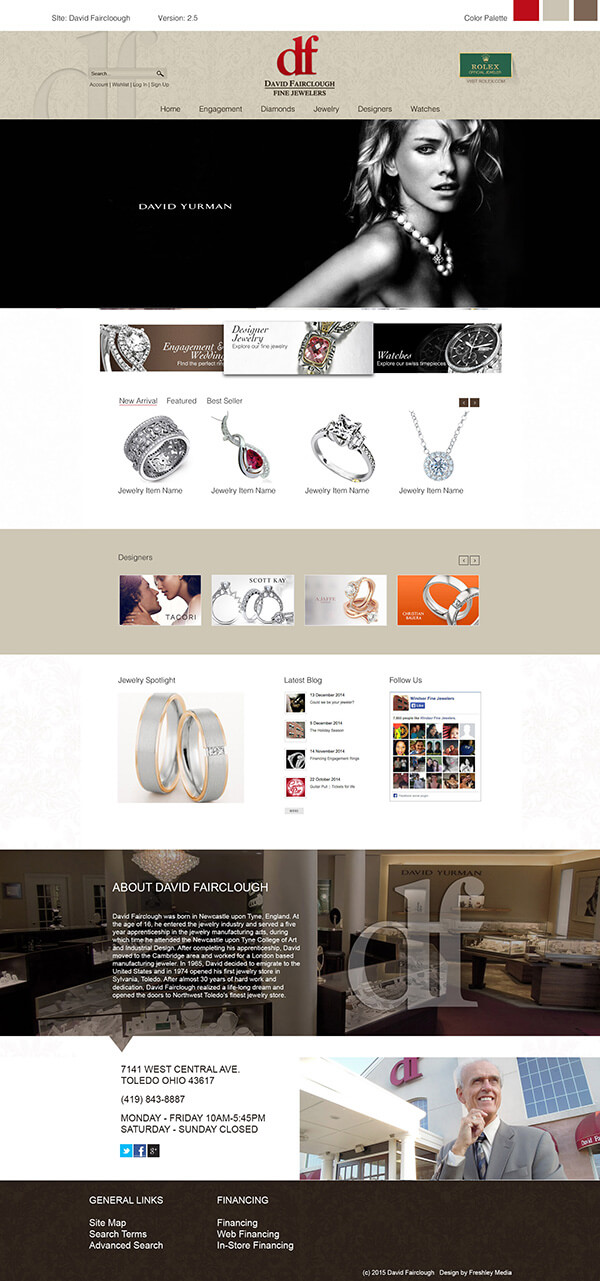 Site: David Faircloough Version: 2.5 Color Palette
df
Search...
Account | Wishlist | Log In | Sign Up
df
DAVID FAIRCLOUGH
FINE JEWELERS
ROLEX
OFFICIAL JEWELER
VISIT ROLEX.COM
Home Engagement Diamonds Jewelry Designers Watches
DAVID YURMAN
Engagement &
Wedding
Find the perfect rin
Designer
Jewelry
Explore our fine jewelry
Watches
Explore our swiss timepieces
New Arrival Featured Best Seller
Jewelry Item Name Jewelry Item Name Jewelry Item Name Jewelry Item Name
Designers
TACORI
SCOTT KAY
CHRISTIAN
BAUER
Jewelry Spotlight
Latest Blog
13 December 2014
Could we be your jeweler?
5 December 2014
The Holiday Season
14 November 2014
Financing Engagement Rings
22 October 2014
Guiter Pull | Tickets for life
Follow Us
Windsor Fine Jewelers
Like
people like Windsor Fine Jewelers.
Facebook social plugin
DAVID YURMAN
ABOUT DAVID FAIRCLOUGH
David Fairclough was born in Newcastle upon Tyne, England. At
the age of 16, he entered the jewelry industry and served a five
year apprenticeship in the jewelry manufacturing arts, during
which time he attended the Newcastle upon Tyne College of Art
and Industrial Design. After completing his apprenticeship, David
moved to the Cambridge area and worked for a London based
manufacturing jeweler. In 1965, David decided to emigrate to the
United States and in 1974 opened his first jewelry store in
Sylvania, Toledo. After almost 30 years of hard work and
dedication, David Fairclough realized a life-long dream and
opened the doors to Northwest Toledo's finest jewelry store.
df
7141 WEST CENTRAL AVE.
TOLEDO OHIO 43617
(419) 843-8887
MONDAY - FRIDAY 10AM-5:45PM
SATURDAY - SUNDAY CLOSED
df
GENERAL LINKS
Site Map
Search Terms
Advanced Search
FINANCING
Financing
Web Financing
In-Store Financing
(c) 2015 David Fairclough Design by Freshley Media